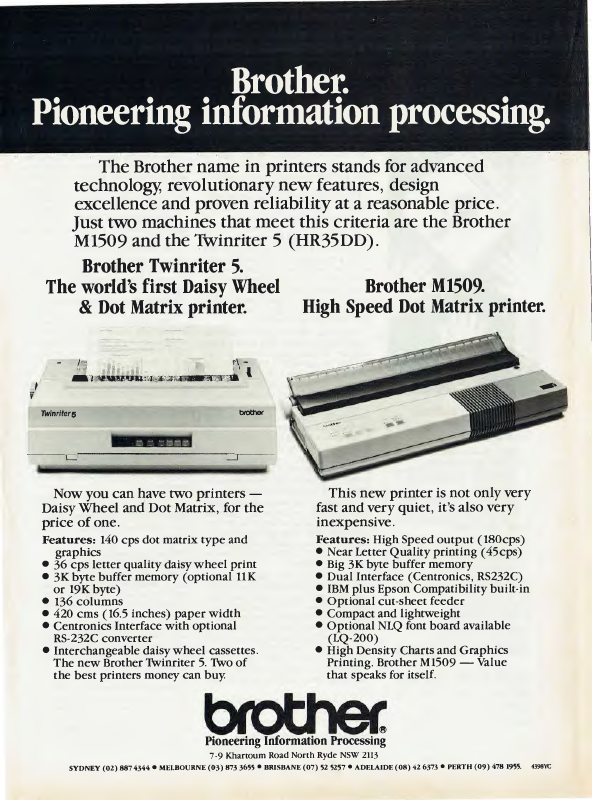 Brother.
Pioneering information processing.
The Brother name in printers stands for advanced
technology, revolutionary new features, design
excellence and proven reliability at a reasonable price.
Just two machines that meet this criteria are the Brother
M1509 and the Twinriter 5 (HR35DD).
Brother Twinriter 5.
The world's first Daisy Wheel
& Dot Matrix printer.
Twinriter 5
brother
Now you can have two printers —
Daisy Wheel and Dot Matrix, for the
price of one.
Features: 140 cps dot matrix type and
graphics
● 36 cps letter quality daisy wheel print
● 3K byte buffer memory (optional 11K
or 19K byte)
● 136 columns
● 420 cms (16.5 inches) paper width
● Centronics Interface with optional
RS-232C converter
● Interchangeable daisy wheel cassettes.
The new Brother Twinriter 5. Two of
the best printers money can buy.
Brother M1509.
High Speed Dot Matrix printer.
brother
This new printer is not only very
fast and very quiet, it's also very
inexpensive.
Features: High Speed output (180cps)
● Near Letter Quality printing (45cps)
● Big 3K byte buffer memory
● Dual Interface (Centronics, RS232C)
● IBM plus Epson Compatibility built-in
● Optional cut-sheet feeder
● Compact and lightweight
● Optional NLQ font board available
(LQ-200)
● High Density Charts and Graphics
Printing. Brother M1509 — Value
that speaks for itself.
brother®
Pioneering Information Processing
7-9 Khartoum Road North Ryde NSW 2113
SYDNEY (02) 887 4344 ● MELBOURNE (03) 873 3655 ● BRISBANE (07) 52 5257 ● ADELAIDE (08) 42 6373 ● PERTH (09) 478 1955. 4398YC